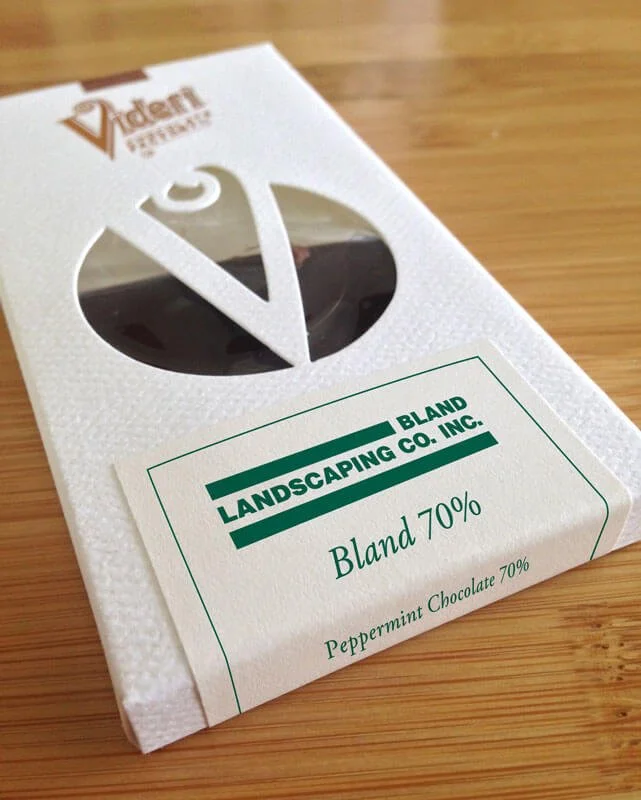 Videri
BLAND
LANDSCAPING CO. INC.
Bland 70%
Peppermint Chocolate 70%